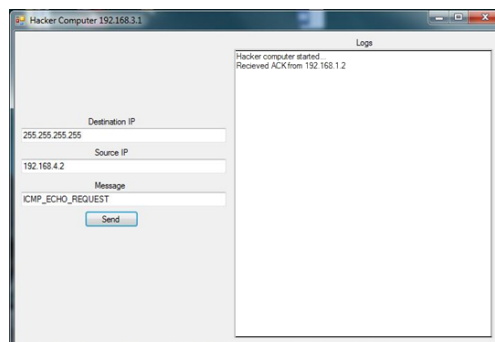 Hacker Computer 192.168.3.1
Logs
Hacker computer started...
Recieved ACK from 192.168.1.2
Destination IP
255.255.255.255
Source IP
192.168.4.2
Message
ICMP_ECHO_REQUEST
Send